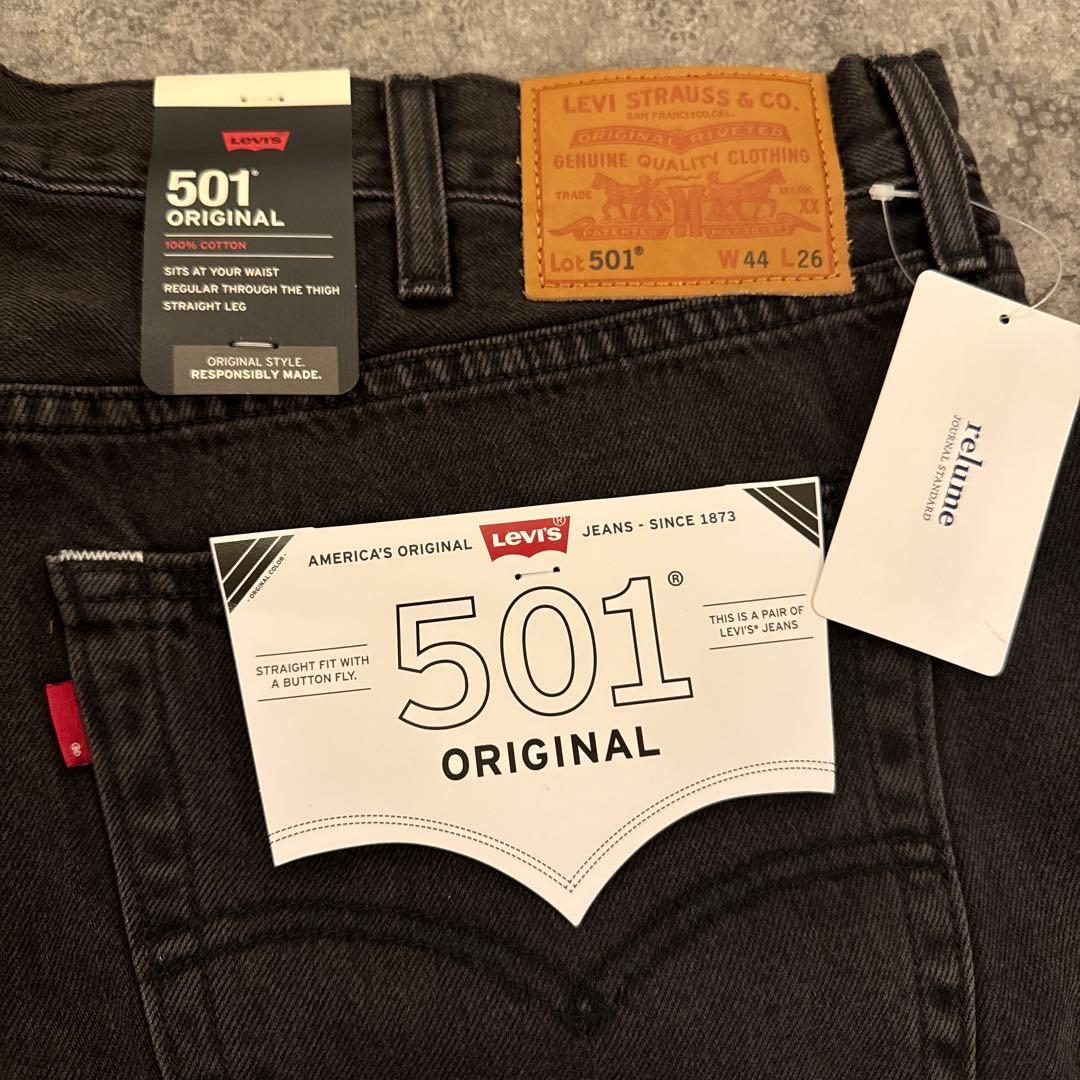 Levi's
501®
ORIGINAL
100% COTTON
SITS AT YOUR WAIST
REGULAR THROUGH THE THIGH
STRAIGHT LEG
ORIGINAL STYLE.
RESPONSIBLY MADE.
LEVI STRAUSS & CO.
SAN FRANCISCO, CAL.
ORIGINAL RIVETED
GENUINE QUALITY CLOTHING
TRADE MARK
XX
PATENTED MAY 20 1873
Lot 501® W 44 L 26
relume
JOURNAL STANDARD
AMERICA'S ORIGINAL Levi's® JEANS - SINCE 1873
• ORIGINAL COLOR •
501®
STRAIGHT FIT WITH
A BUTTON FLY.
THIS IS A PAIR OF
LEVI'S® JEANS
ORIGINAL
®